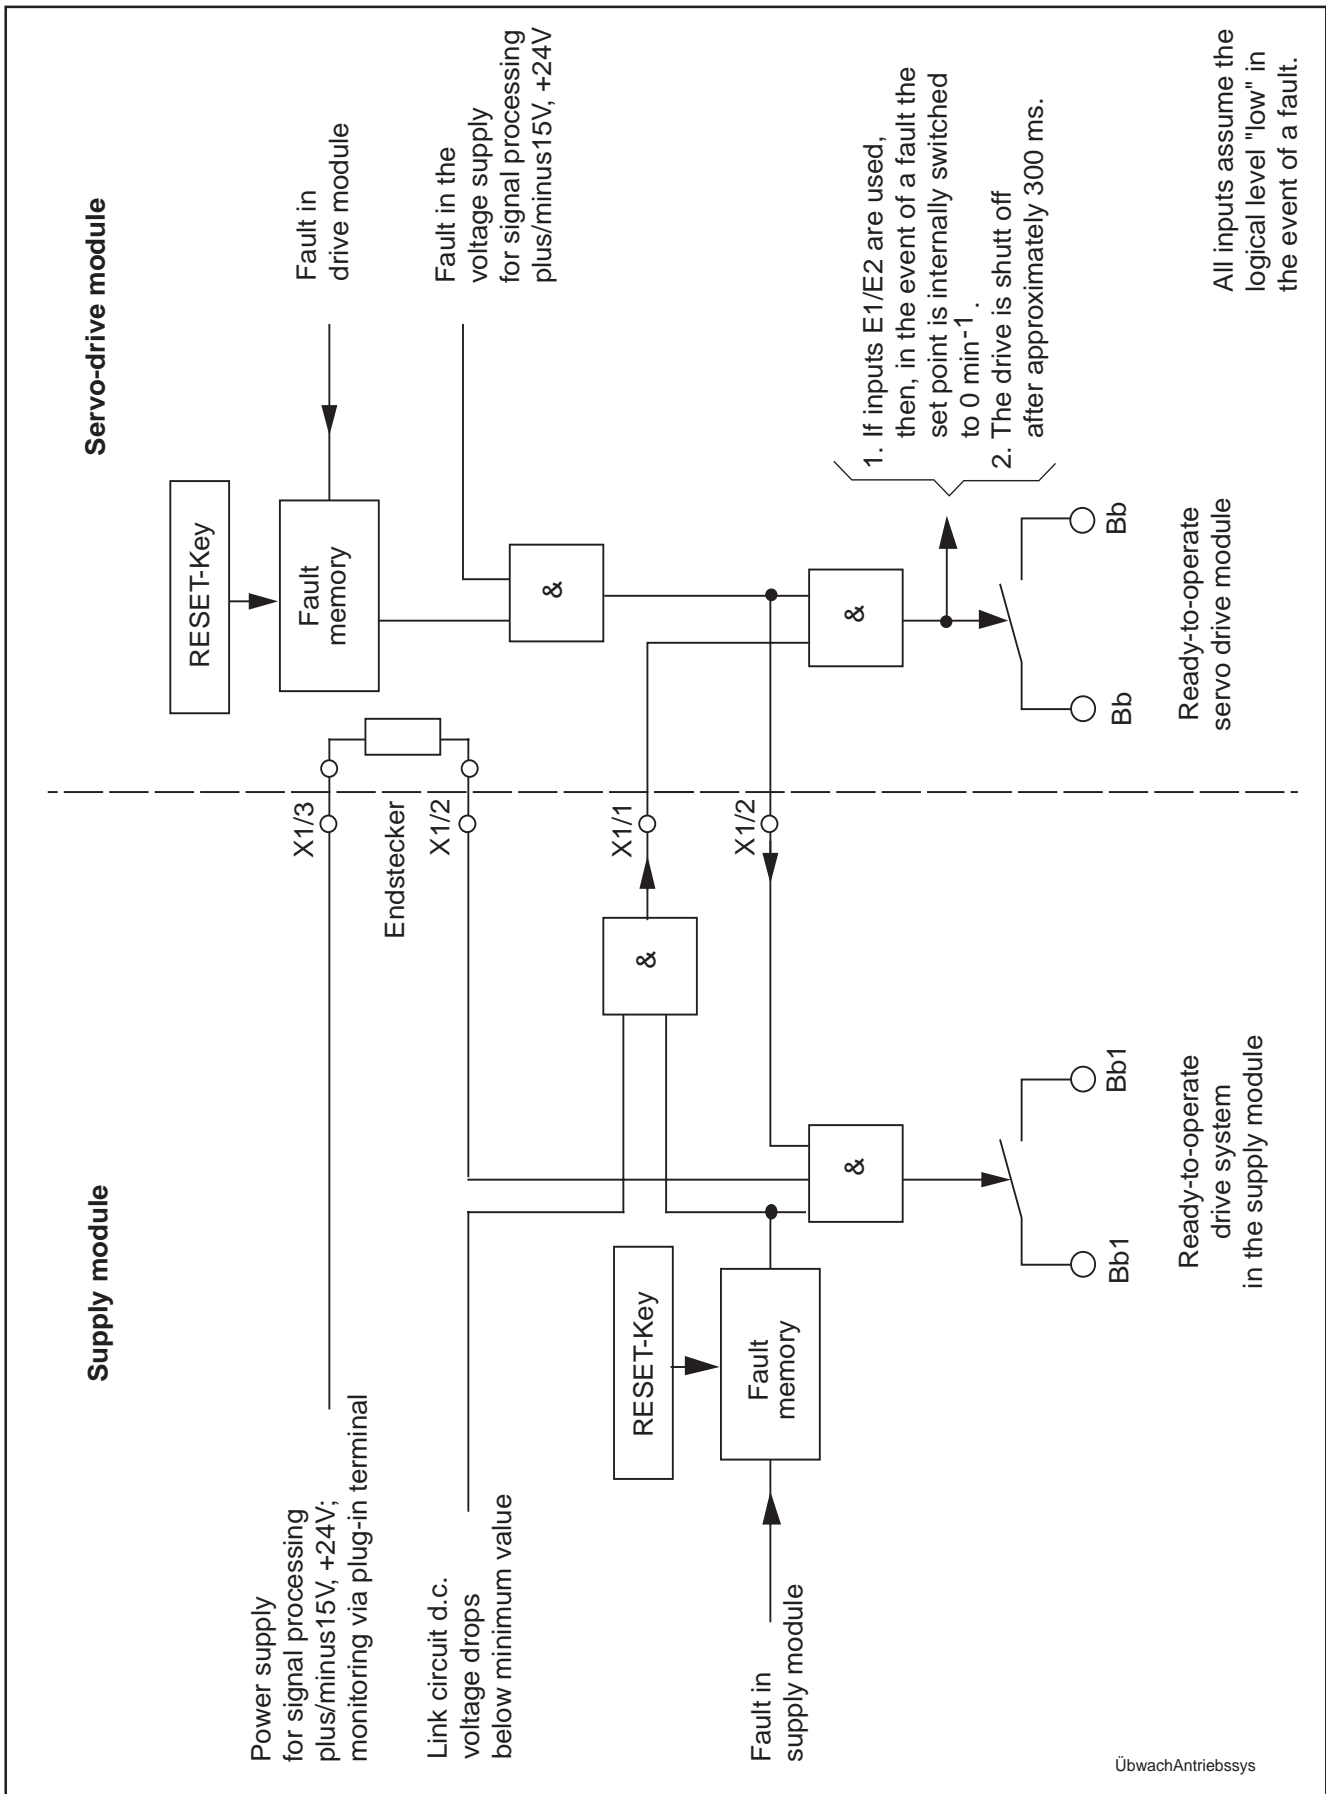 Supply module
Servo-drive module
Power supply
for signal processing
plus/minus15V, +24V;
monitoring via plug-in terminal
X1/3
Endstecker
X1/2
RESET-Key
Fault
memory
Fault in
drive module
Link circuit d.c.
voltage drops
below minimum value
Fault in the
voltage supply
for signal processing
plus/minus15V, +24V
&
&
X1/1
X1/2
RESET-Key
Fault
memory
Fault in
supply module
&
&
1. If inputs E1/E2 are used,
then, in the event of a fault the
set point is internally switched
to 0 min-1.
2. The drive is shutt off
after approximately 300 ms.
Bb1
Bb1
Bb
Bb
Ready-to-operate
drive system
in the supply module
Ready-to-operate
servo drive module
All inputs assume the
logical level "low" in
the event of a fault.
ÜbwachAntriebssys